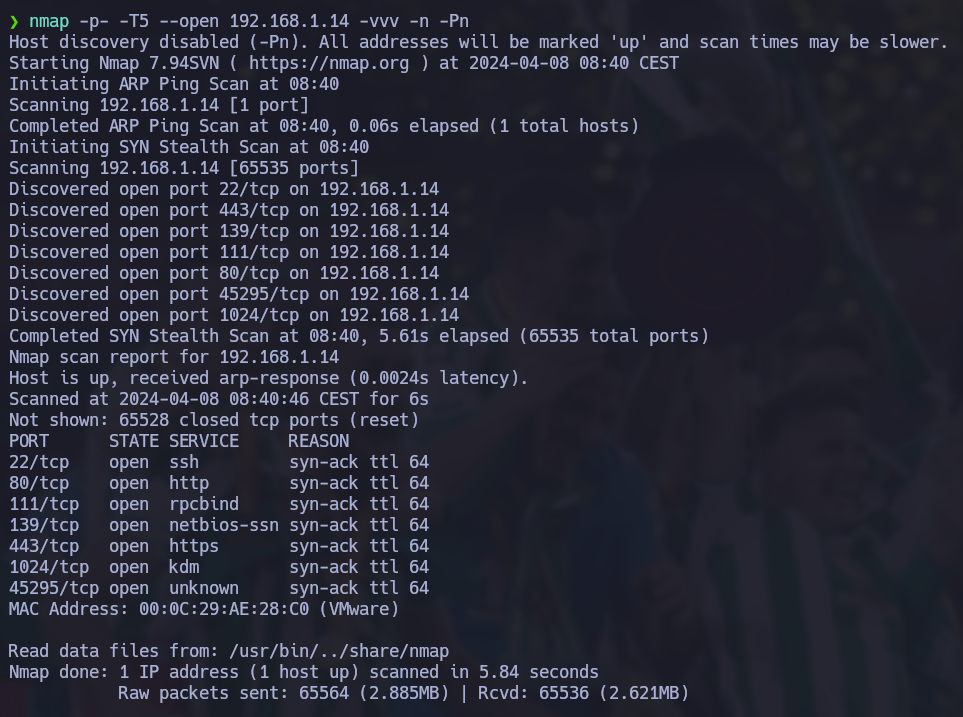 ❯ nmap -p- -T5 --open 192.168.1.14 -vvv -n -Pn
Host discovery disabled (-Pn). All addresses will be marked 'up' and scan times may be slower.
Starting Nmap 7.94SVN ( https://nmap.org ) at 2024-04-08 08:40 CEST
Initiating ARP Ping Scan at 08:40
Scanning 192.168.1.14 [1 port]
Completed ARP Ping Scan at 08:40, 0.06s elapsed (1 total hosts)
Initiating SYN Stealth Scan at 08:40
Scanning 192.168.1.14 [65535 ports]
Discovered open port 22/tcp on 192.168.1.14
Discovered open port 443/tcp on 192.168.1.14
Discovered open port 139/tcp on 192.168.1.14
Discovered open port 111/tcp on 192.168.1.14
Discovered open port 80/tcp on 192.168.1.14
Discovered open port 45295/tcp on 192.168.1.14
Discovered open port 1024/tcp on 192.168.1.14
Completed SYN Stealth Scan at 08:40, 5.61s elapsed (65535 total ports)
Nmap scan report for 192.168.1.14
Host is up, received arp-response (0.0024s latency).
Scanned at 2024-04-08 08:40:46 CEST for 6s
Not shown: 65528 closed tcp ports (reset)
PORT      STATE SERVICE     REASON
22/tcp    open  ssh         syn-ack ttl 64
80/tcp    open  http        syn-ack ttl 64
111/tcp   open  rpcbind     syn-ack ttl 64
139/tcp   open  netbios-ssn syn-ack ttl 64
443/tcp   open  https       syn-ack ttl 64
1024/tcp  open  kdm         syn-ack ttl 64
45295/tcp open  unknown     syn-ack ttl 64
MAC Address: 00:0C:29:AE:28:C0 (VMware)

Read data files from: /usr/bin/../share/nmap
Nmap done: 1 IP address (1 host up) scanned in 5.84 seconds
           Raw packets sent: 65564 (2.885MB) | Rcvd: 65536 (2.621MB)